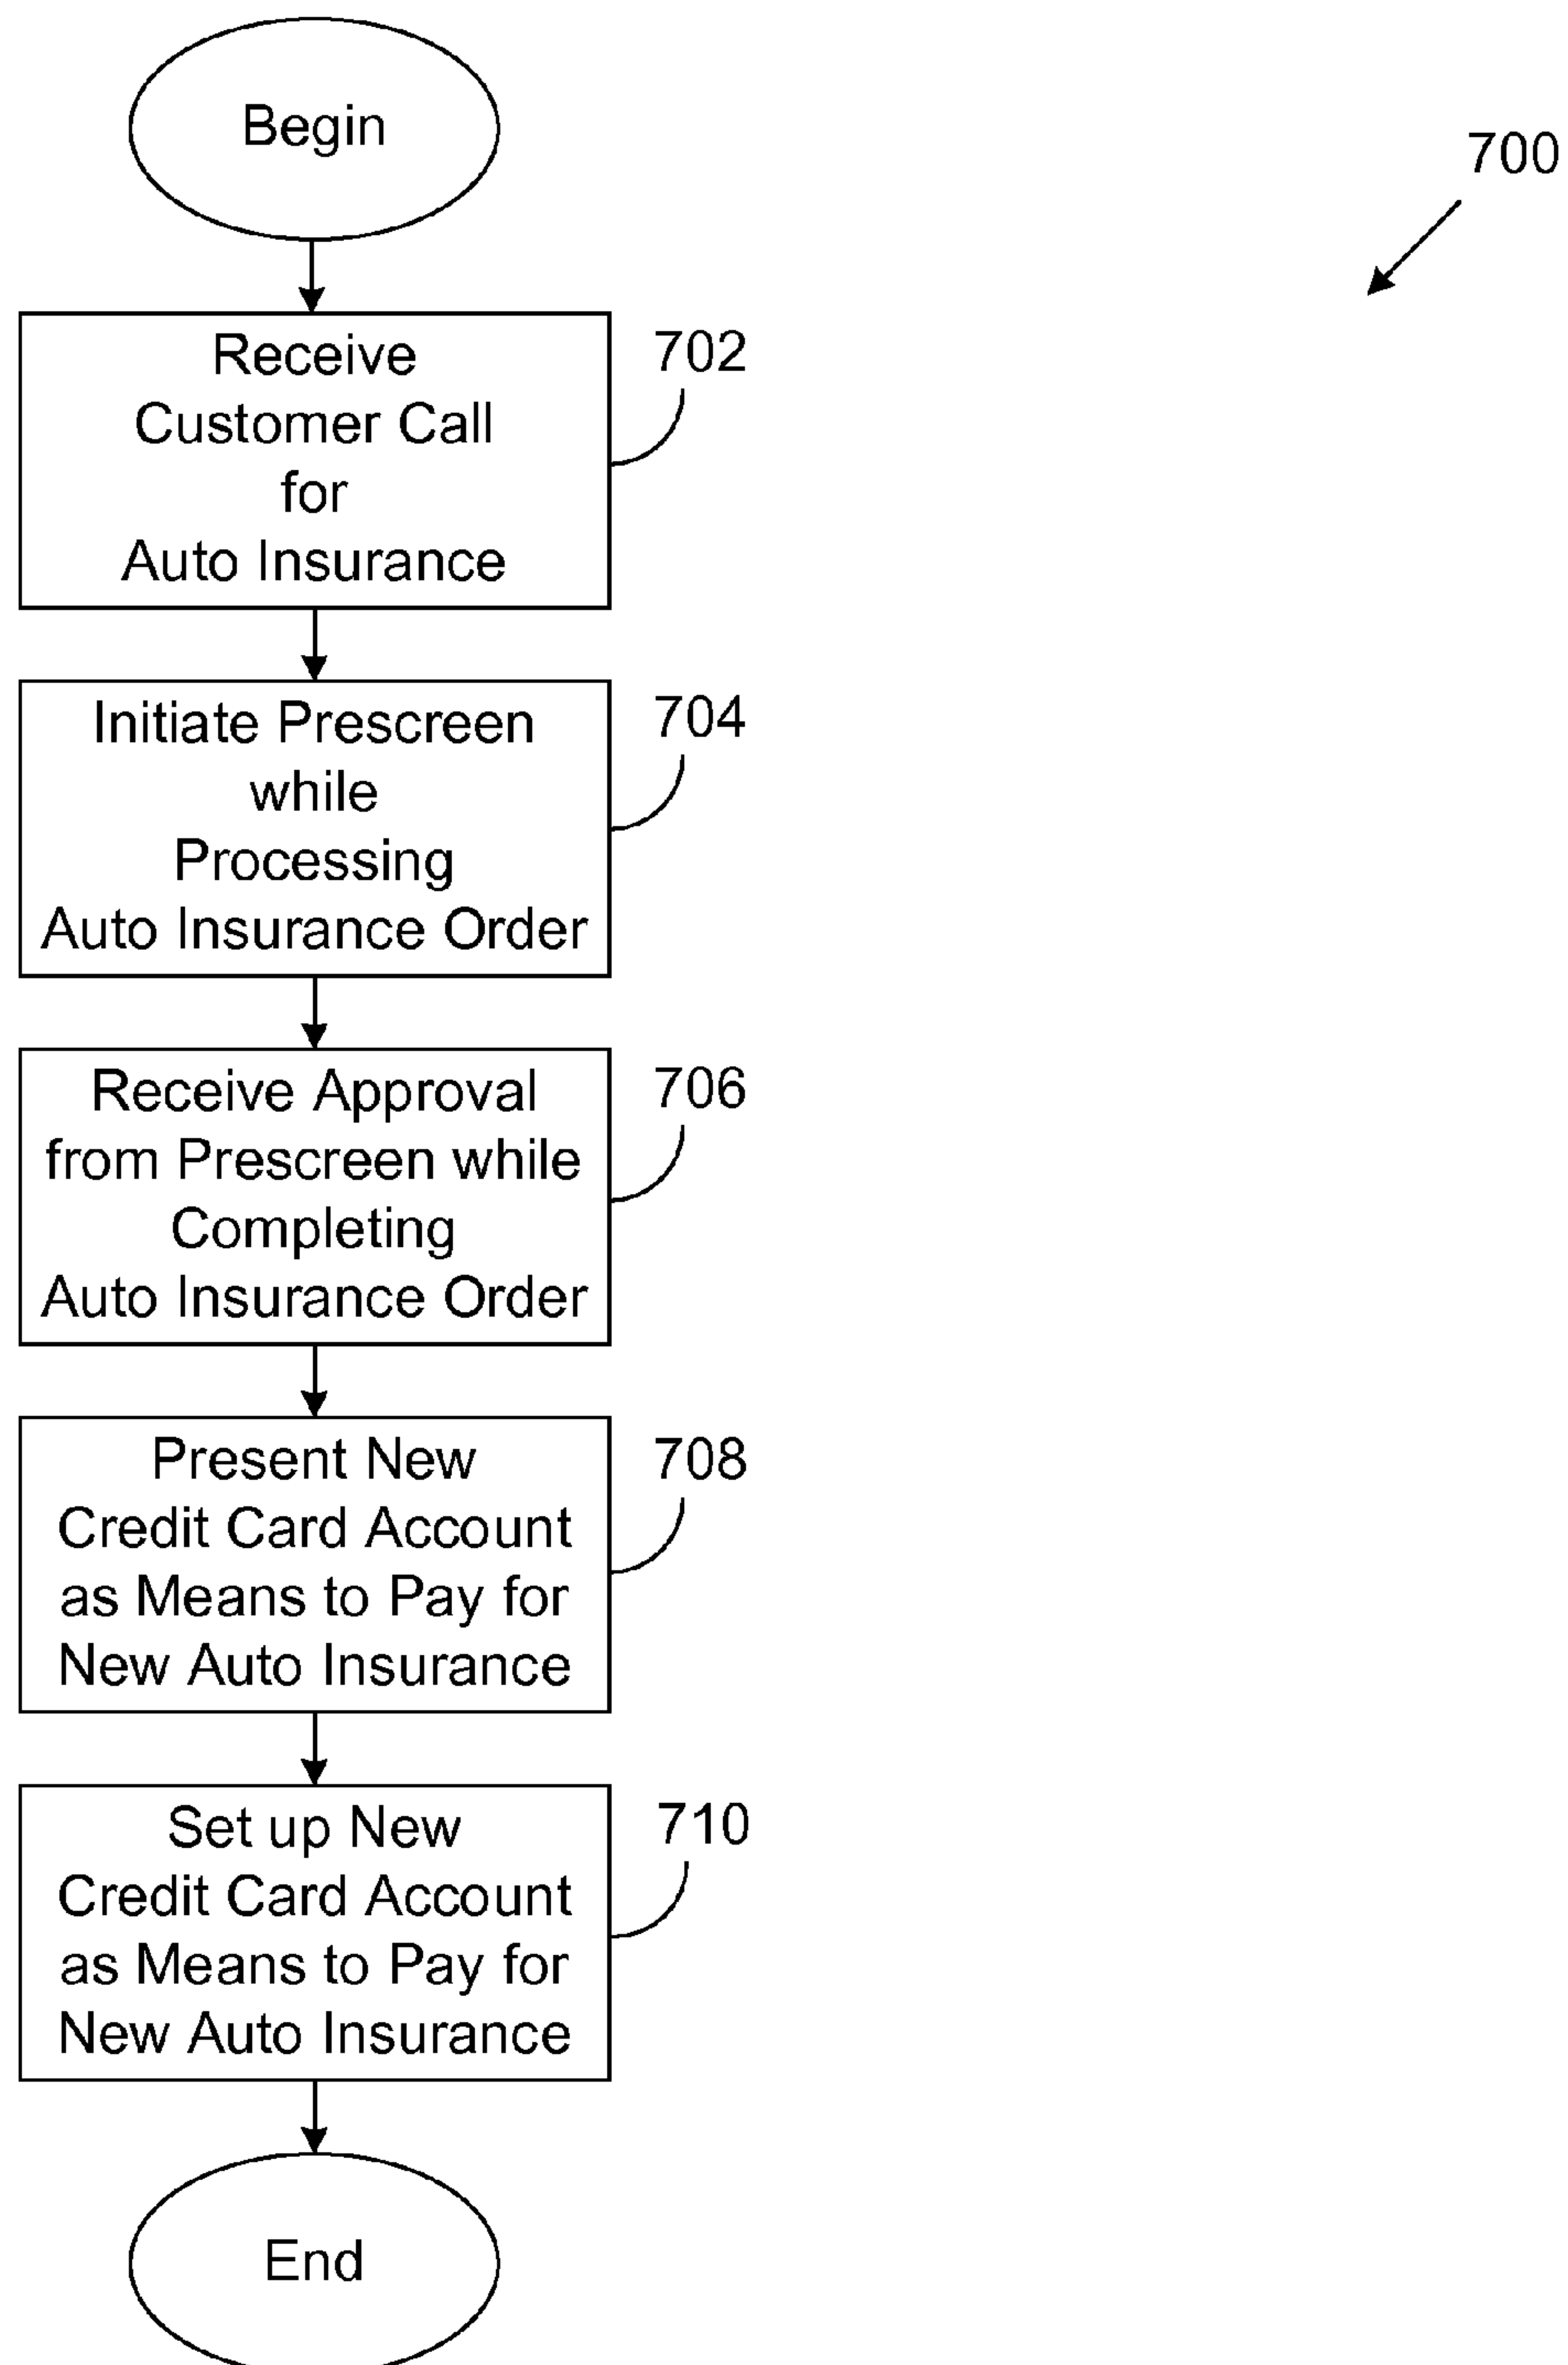 Begin
700
Receive
Customer Call
for
Auto Insurance
702
Initiate Prescreen
while
Processing
Auto Insurance Order
704
Receive Approval
from Prescreen while
Completing
Auto Insurance Order
706
Present New
Credit Card Account
as Means to Pay for
New Auto Insurance
708
Set up New
Credit Card Account
as Means to Pay for
New Auto Insurance
710
End